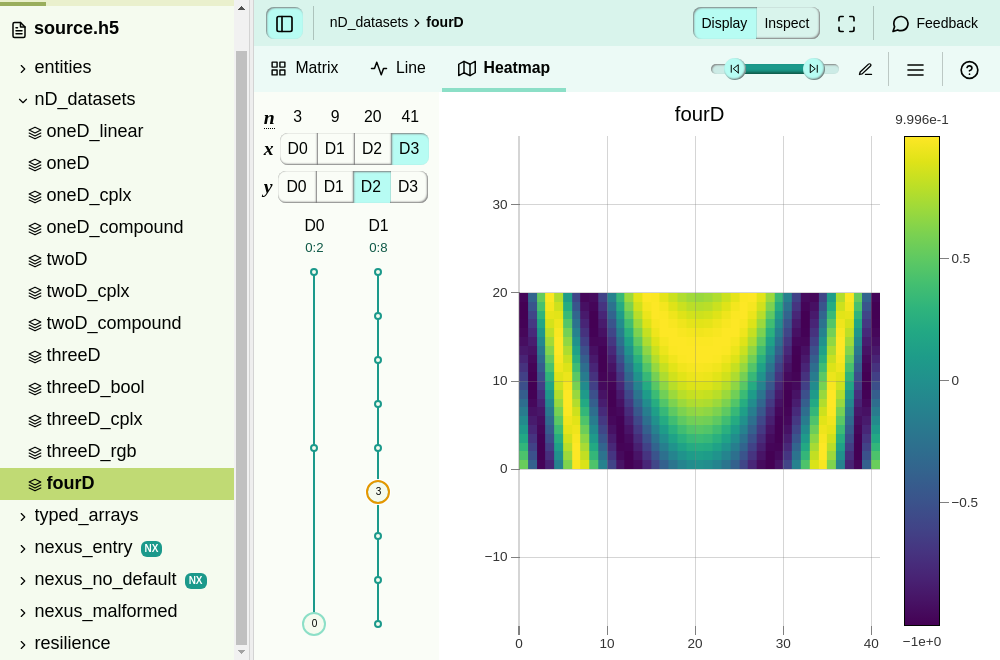 source.h5
entities
nD_datasets
oneD_linear
oneD
oneD_cplx
oneD_compound
twoD
twoD_cplx
twoD_compound
threeD
threeD_bool
threeD_cplx
threeD_rgb
fourD
typed_arrays
nexus_entry NX
nexus_no_default NX
nexus_malformed
resilience
nD_datasets › fourD
Display Inspect
Feedback
Matrix Line Heatmap
n 3 9 20 41
x D0 D1 D2 D3
y D0 D1 D2 D3
D0 D1
0:2 0:8
3
0
fourD
30
20
10
0
−10
0 10 20 30 40
9.996e-1
0.5
0
−0.5
−1e+0